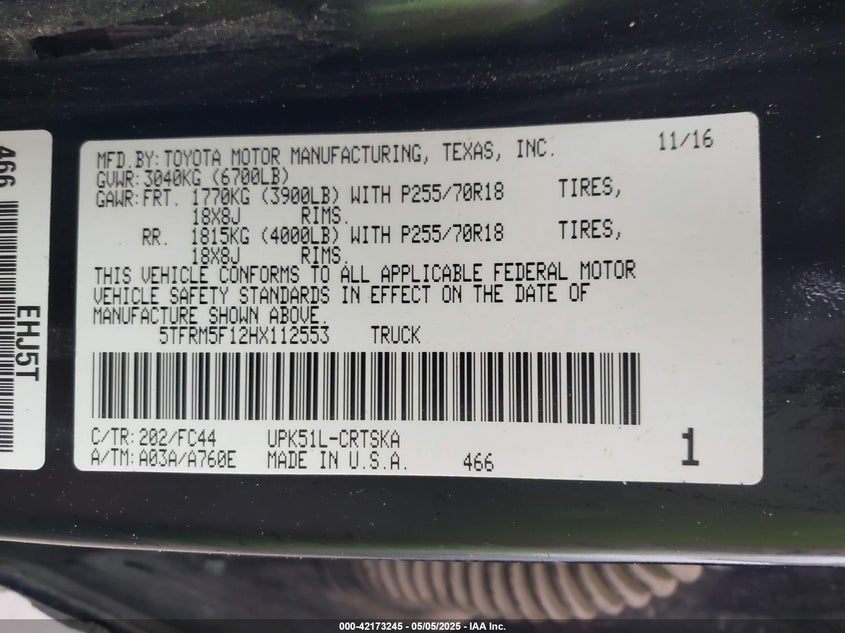 466
EHJ5T
MFD.BY: TOYOTA MOTOR MANUFACTURING, TEXAS, INC. 11/16
GVWR: 3040KG (6700LB)
GAWR: FRT. 1770KG (3900LB) WITH P255/70R18 TIRES,
18X8J RIMS.
RR. 1815KG (4000LB) WITH P255/70R18 TIRES,
18X8J RIMS.
THIS VEHICLE CONFORMS TO ALL APPLICABLE FEDERAL MOTOR
VEHICLE SAFETY STANDARDS IN EFFECT ON THE DATE OF
MANUFACTURE SHOWN ABOVE.
5TFRM5F12HX112553 TRUCK
C/TR: 202/FC44 UPK51L-CRTSKA
A/TM: A03A/A760E MADE IN U.S.A. 466 1
000-42173245 - 05/05/2025 - IAA Inc.